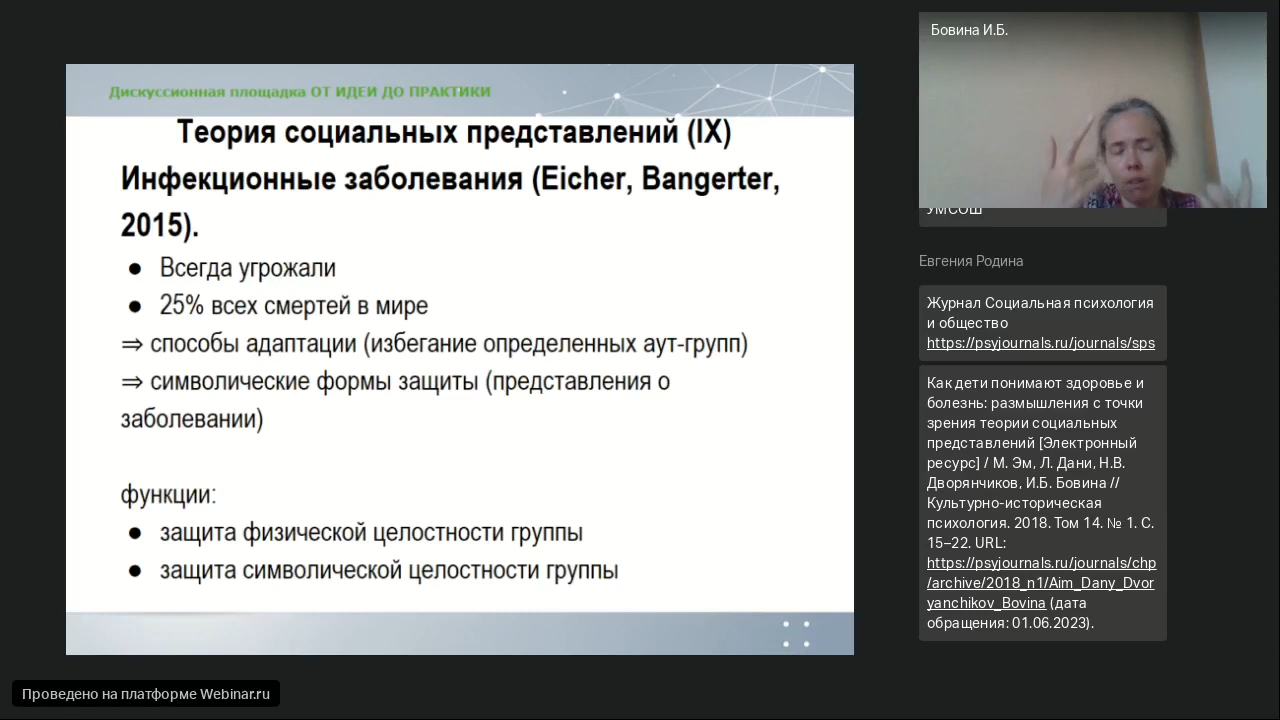 Дискуссионная площадка ОТ ИДЕИ ДО ПРАКТИКИ
Теория социальных представлений (IX)
Инфекционные заболевания (Eicher, Bangerter,
2015).
● Всегда угрожали
● 25% всех смертей в мире
⇒ способы адаптации (избегание определенных аут-групп)
⇒ символические формы защиты (представления о
заболевании)
функции:
● защита физической целостности группы
● защита символической целостности группы
Бовина И.Б.
УМСОШ
Евгения Родина
Журнал Социальная психология
и общество
https://psyjournals.ru/journals/sps
Как дети понимают здоровье и
болезнь: размышления с точки
зрения теории социальных
представлений [Электронный
ресурс] / М. Эм, Л. Дани, Н.В.
Дворянчиков, И.Б. Бовина //
Культурно-историческая
психология. 2018. Том 14. № 1. С.
15–22. URL:
https://psyjournals.ru/journals/chp
/archive/2018_n1/Aim_Dany_Dvor
yanchikov_Bovina (дата
обращения: 01.06.2023).
Проведено на платформе Webinar.ru